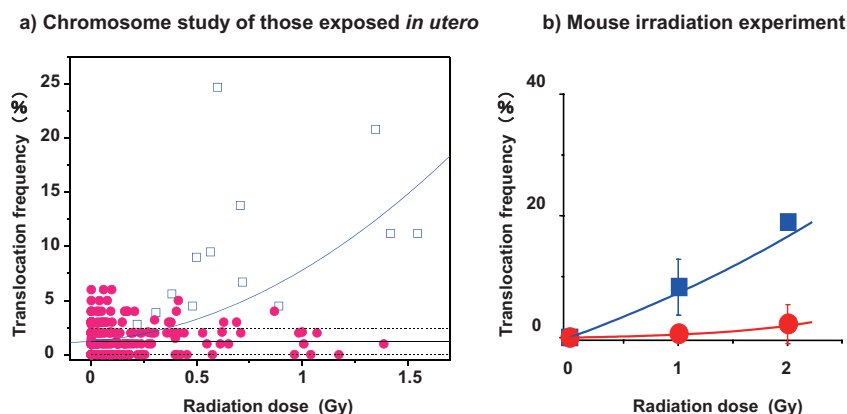 a) Chromosome study of those exposed in utero
b) Mouse irradiation experiment
Translocation frequency (%)
25
20
15
10
5
0
0
0.5
1
1.5
Radiation dose (Gy)
Translocation frequency (%)
40
20
0
0
1
2
Radiation dose (Gy)